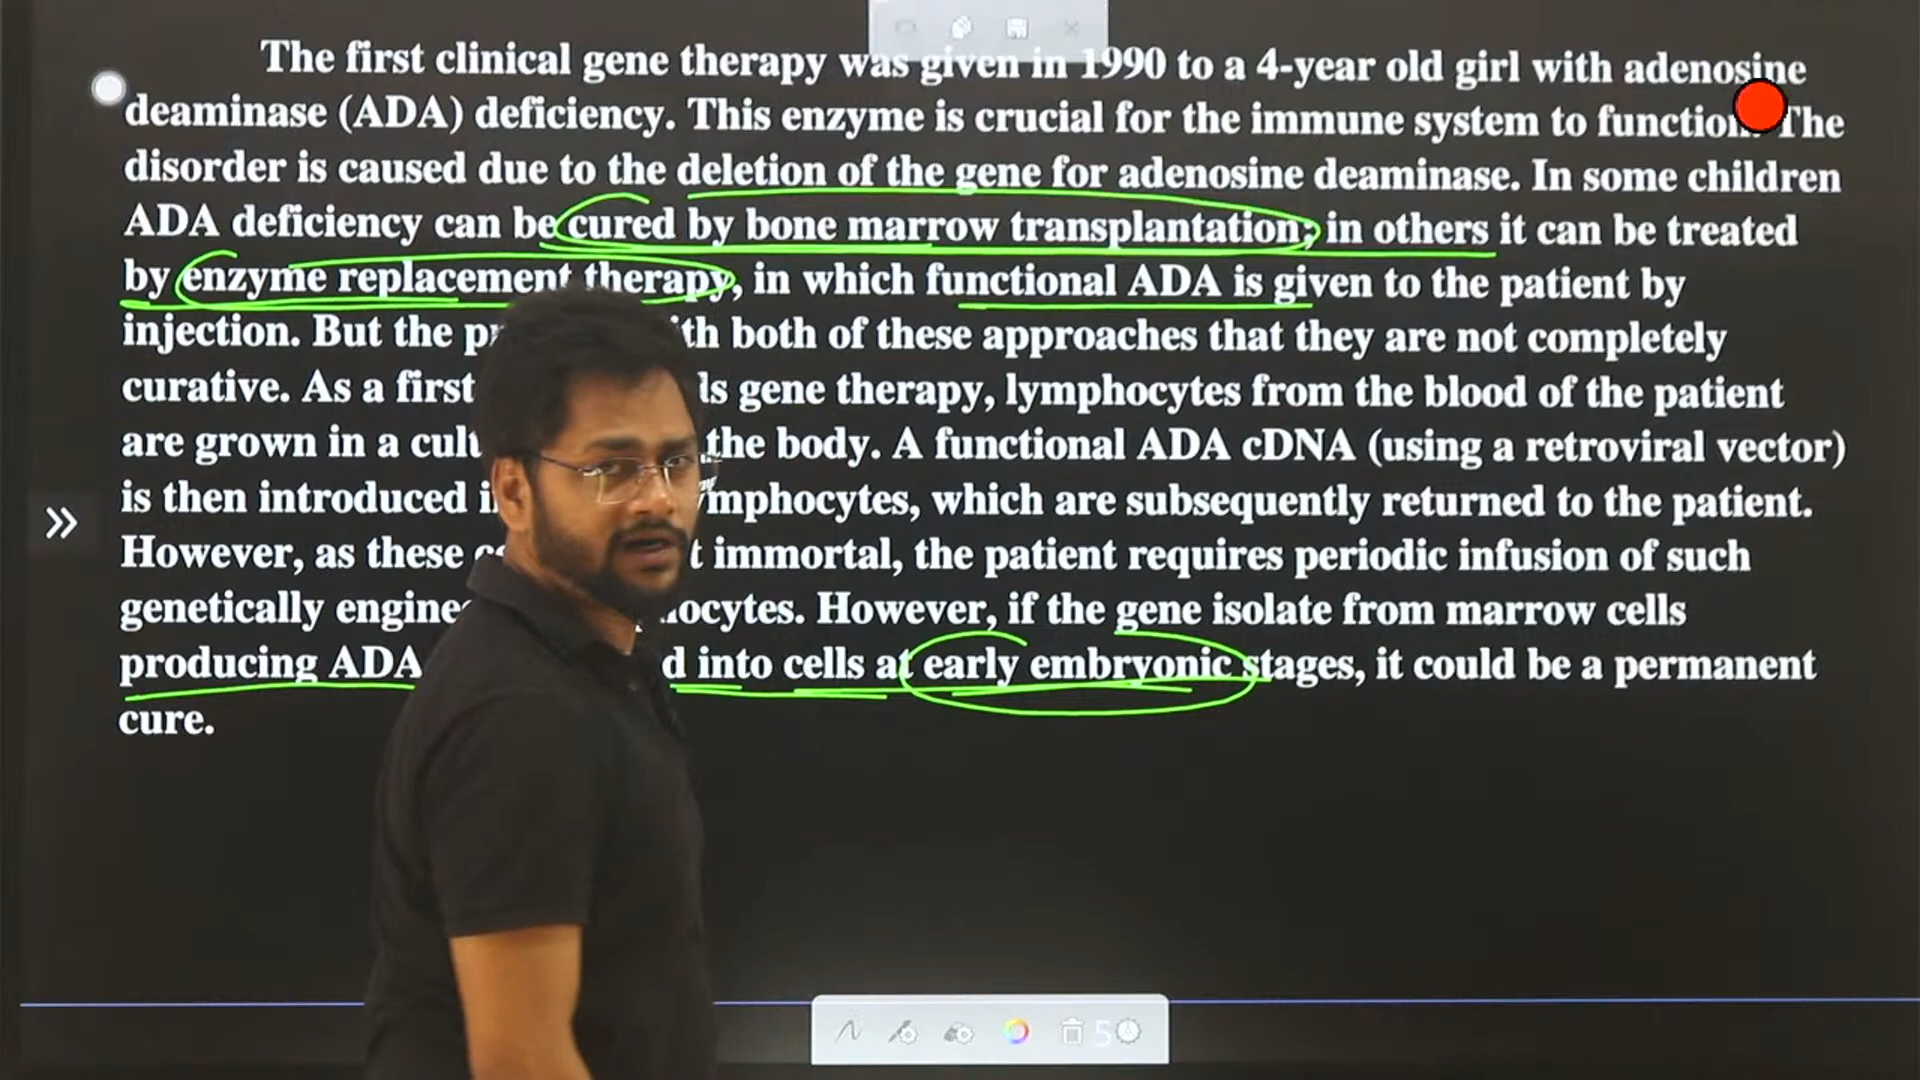 The first clinical gene therapy was given in 1990 to a 4-year old girl with adenosine
deaminase (ADA) deficiency. This enzyme is crucial for the immune system to function. The
disorder is caused due to the deletion of the gene for adenosine deaminase. In some children
ADA deficiency can be cured by bone marrow transplantation; in others it can be treated
by enzyme replacement therapy, in which functional ADA is given to the patient by
injection. But the with both of these approaches that they are not completely
curative. As a first gene therapy, lymphocytes from the blood of the patient
are grown in a the body. A functional ADA cDNA (using a retroviral vector)
is then introduced lymphocytes, which are subsequently returned to the patient.
However, as these immortal, the patient requires periodic infusion of such
genetically lymphocytes. However, if the gene isolate from marrow cells
producing ADA into cells at early embryonic stages, it could be a permanent
cure.